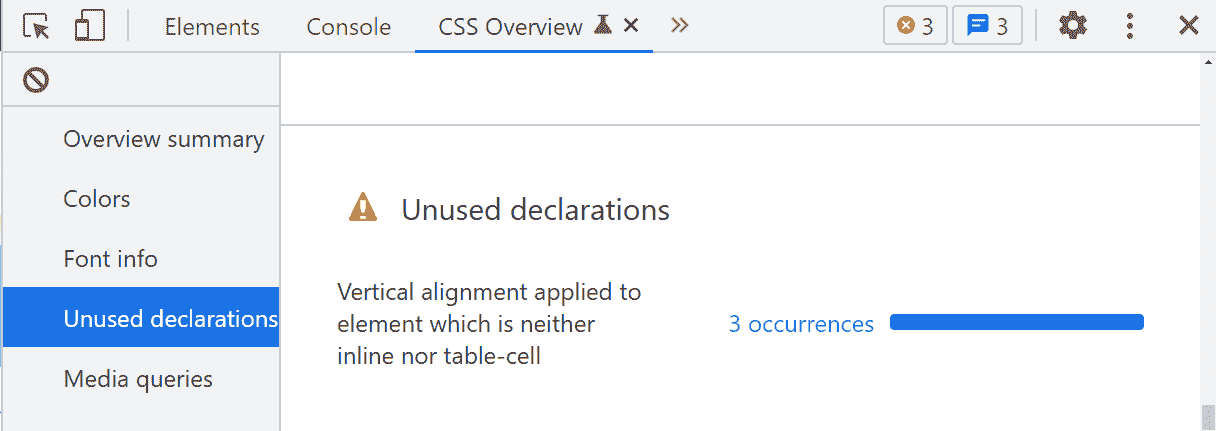 Elements Console CSS Overview 3 3
Overview summary
Colors
Font info
Unused declarations
Media queries
Unused declarations
Vertical alignment applied to
element which is neither
inline nor table-cell
3 occurrences